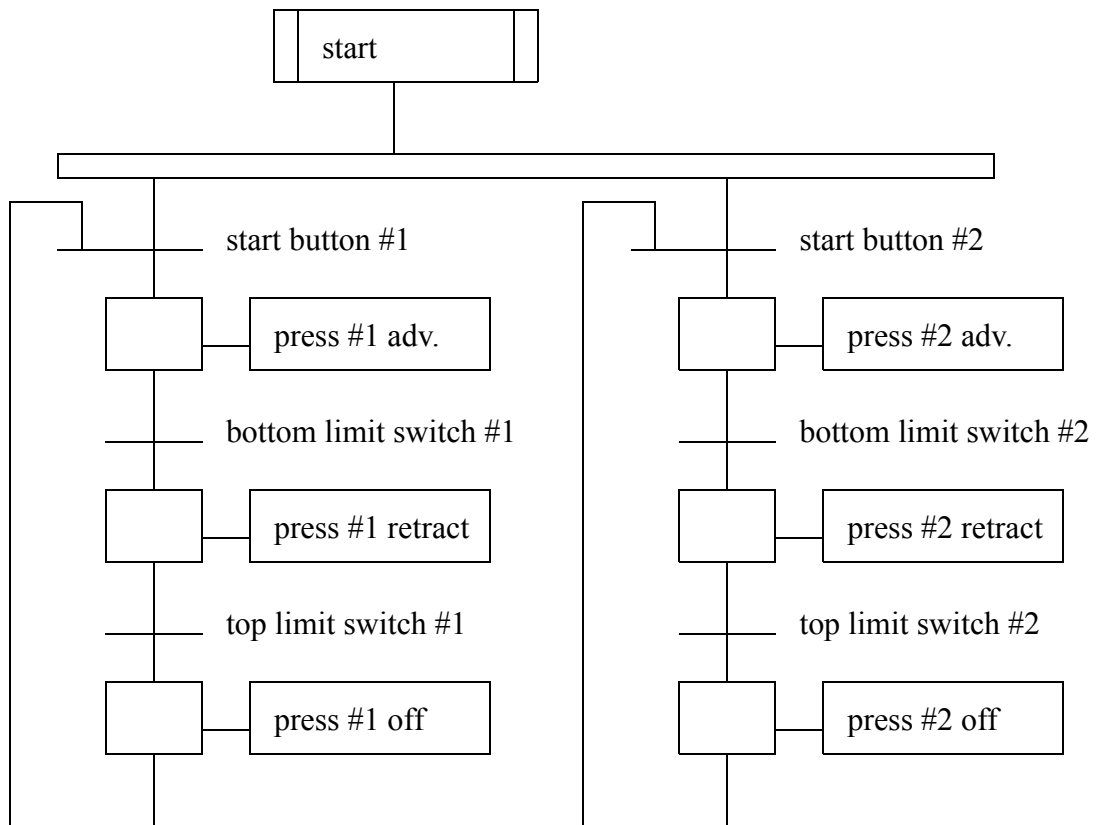 start
start button #1
start button #2
press #1 adv.
press #2 adv.
bottom limit switch #1
bottom limit switch #2
press #1 retract
press #2 retract
top limit switch #1
top limit switch #2
press #1 off
press #2 off